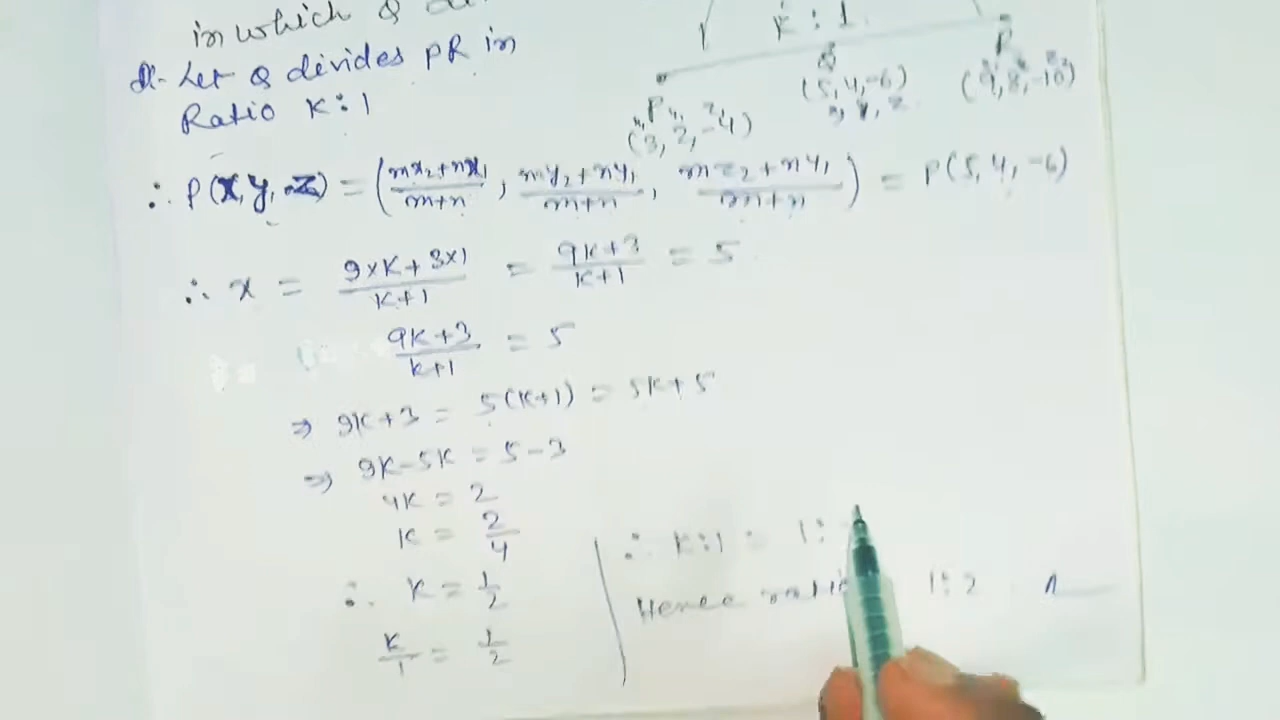 in which Q
Let Q divides PR in
Ratio K:1
K : 1
P
Q
(3, 2, -4)
(5, 4, -6)
x, y, z
(9, 8, -10)
∴ P(x, y, z) = (mx₂+nx₁/m+n , my₂+ny₁/m+n , mz₂+ny₁/m+n) = P(5, 4, -6)
∴ x = 9×K+3×1/K+1 = 9K+3/K+1 = 5
9K+3/K+1 = 5
⇒ 9K+3 = 5(K+1) = 5K+5
⇒ 9K-5K = 5-3
4K = 2
K = 2/4
∴ K = 1/2
K/1 = 1/2
∴ K:1 = 1:
Hence ratio 1:2